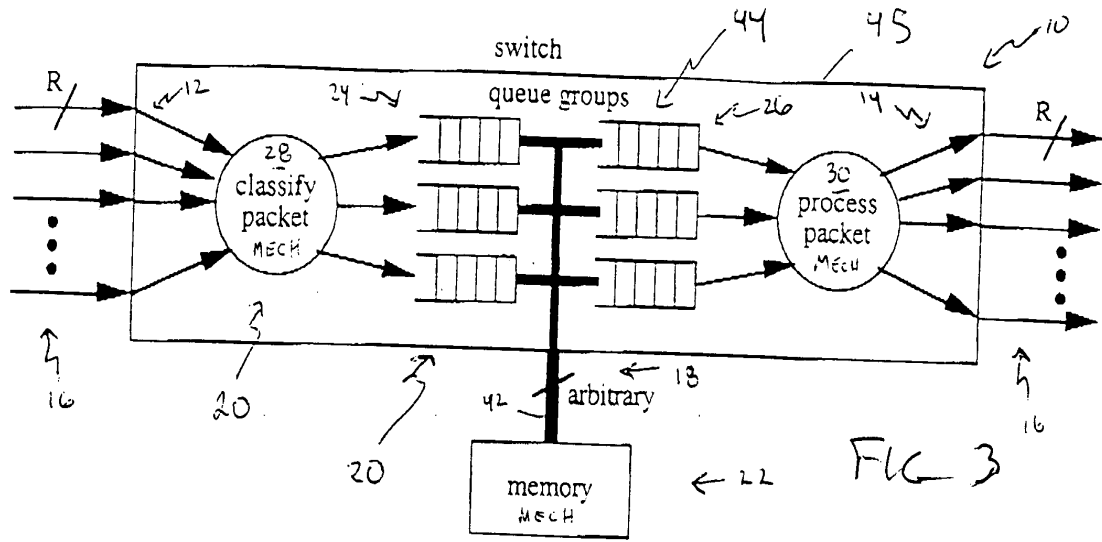 44
45
10
switch
R
12
24
queue groups
26
14
R
28
classify
packet
MECH
30
process
packet
MECH
16
20
20
18
42
arbitrary
16
memory
MECH
22
FIG 3